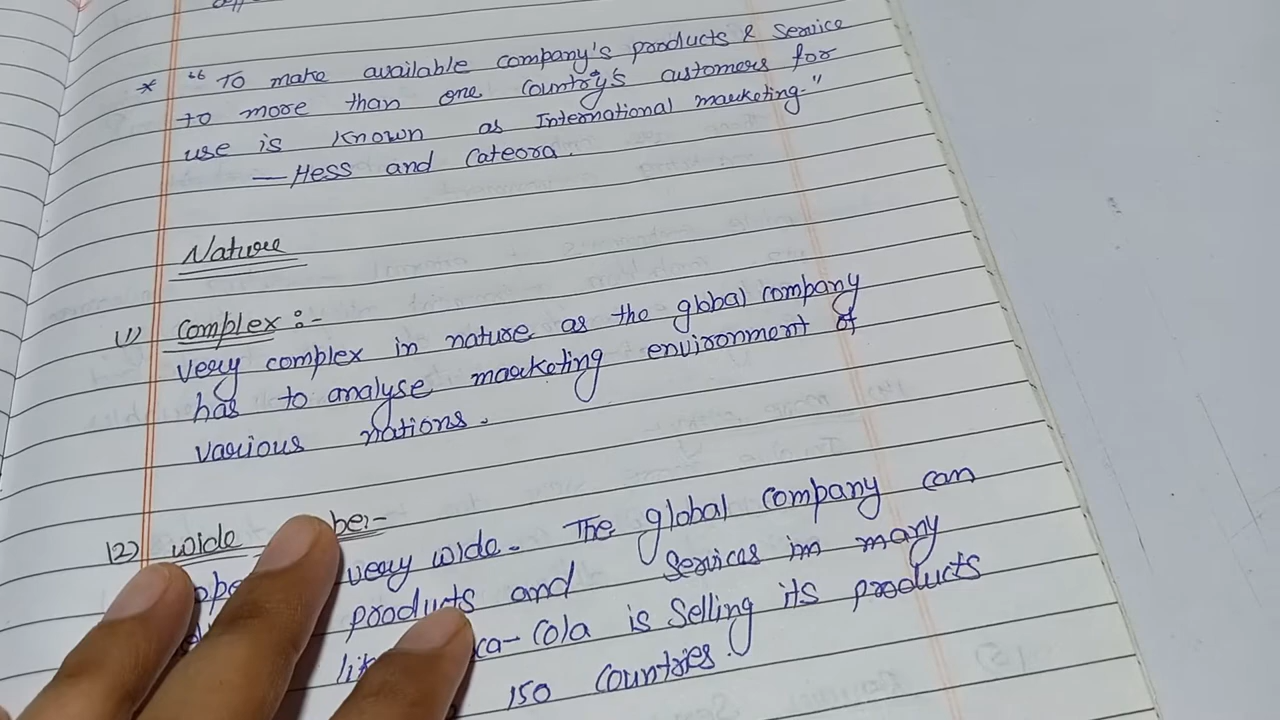 * "To make available company's products & Service
to more than one Country's customers for
use is known as International marketing."
— Hess and Cateora.
Nature
(1) Complex :-
very complex in nature as the global company
has to analyse marketing environment of
various nations.
(2) wide
very wide. The global company can
products and services in many
Cola is Selling its products
150 Countries.